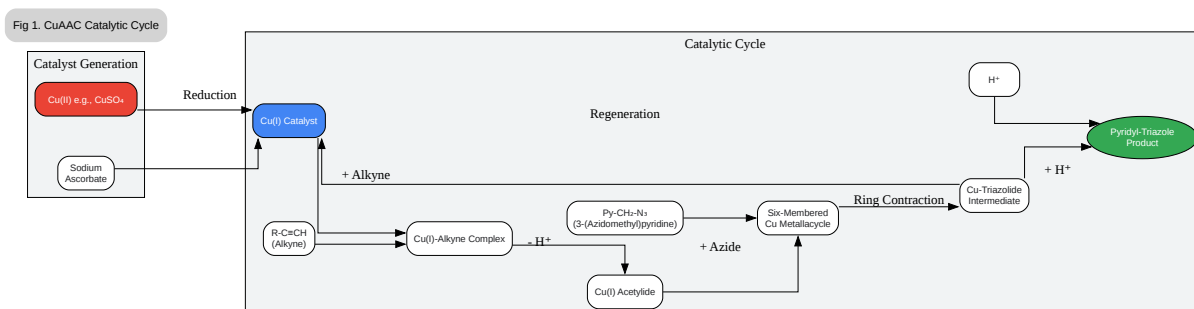 Fig 1. CuAAC Catalytic Cycle
Catalyst Generation
Cu(II) e.g., CuSO₄
Sodium
Ascorbate
Reduction
Catalytic Cycle
Cu(I) Catalyst
Regeneration
H⁺
Pyridyl-Triazole
Product
+ H⁺
+ Alkyne
Cu-Triazolide
Intermediate
Ring Contraction
Py-CH₂-N₃
(3-(Azidomethyl)pyridine)
Six-Membered
Cu Metallacycle
R-C≡CH
(Alkyne)
Cu(I)-Alkyne Complex
- H⁺
+ Azide
Cu(I) Acetylide